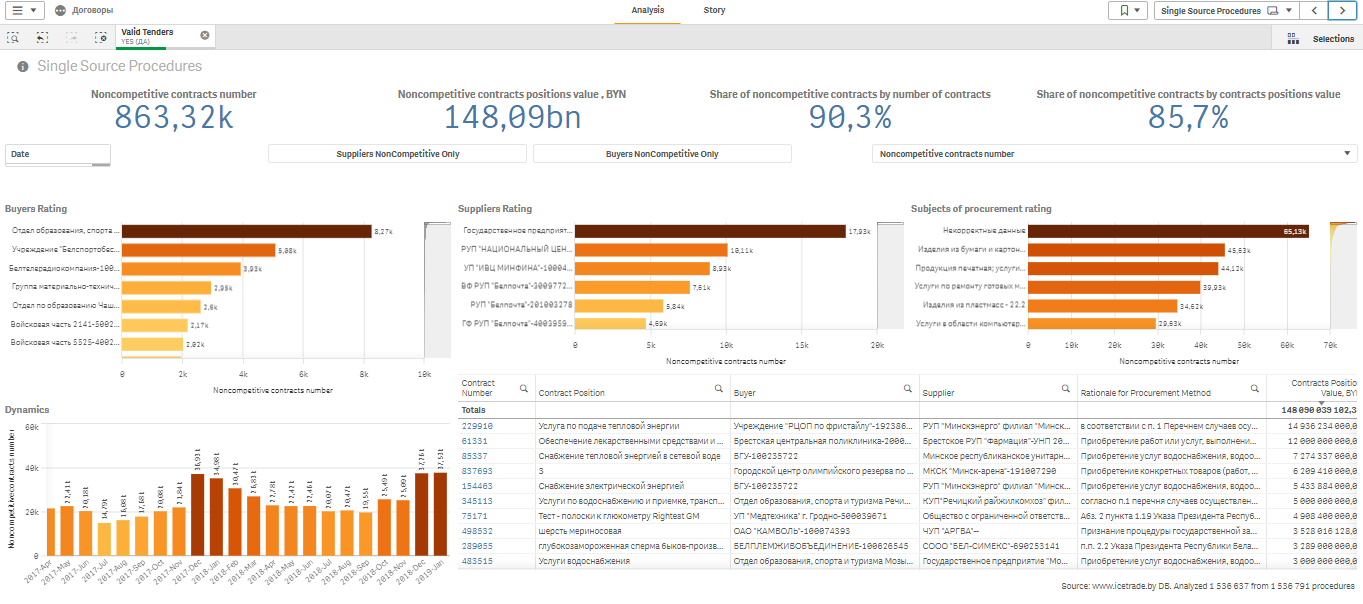 Договоры
Analysis
Story
Single Source Procedures
Valid Tenders
YES (ДА)
Selections
Single Source Procedures
Noncompetitive contracts number
863,32k
Noncompetitive contracts positions value , BYN
148,09bn
Share of noncompetitive contracts by number of contracts
90,3%
Share of noncompetitive contracts by contracts positions value
85,7%
Date
Suppliers NonCompetitive Only
Buyers NonCompetitive Only
Noncompetitive contracts number
Buyers Rating
Отдел образования, спорта... 8,27k
Учреждение "Белспортобес... 5,08k
Белтелерадиокомпания-100... 3,93k
Группа материально-технич... 2,95k
Отдел по образованию Чаш... 2,6k
Войсковая часть 2141-5002... 2,17k
Войсковая часть 5525-4002... 2,02k
0 2k 4k 6k 8k 10k
Noncompetitive contracts number
Suppliers Rating
Государственное предприят... 17,93k
РУП "НАЦИОНАЛЬНЫЙ ЦЕН... 10,11k
УП "ИВЦ МИНФИНА"-10004... 8,93k
ВФ РУП "Белпочта"-3009772... 7,61k
РУП "Белпочта"-201003278 5,84k
ГФ РУП "Белпочта"-4003959... 4,69k
0 5k 10k 15k 20k
Noncompetitive contracts number
Subjects of procurement rating
Некорректные данные 65,13k
Изделия из бумаги и картон... 45,63k
Продукция печатная; услуги... 44,12k
Услуги по ремонту готовых м... 39,93k
Изделия из пластмасс - 22.2 34,62k
Услуги в области компьютер... 29,63k
0 10k 20k 30k 40k 50k 60k 70k
Noncompetitive contracts number
Dynamics
Noncompetitive contracts number
60k
40k
20k
0
22,41k 20,18k 14,79k 16,68k 17,68k 20,08k 21,84k 36,93k 34,98k 30,47k 26,83k 22,78k 22,42k 22,46k 20,02k 20,47k 19,55k 25,49k 25,09k 37,26k 37,51k
2017-Apr 2017-May 2017-Jun 2017-Jul 2017-Aug 2017-Sep 2017-Oct 2017-Nov 2017-Dec 2018-Jan 2018-Feb 2018-Mar 2018-Apr 2018-May 2018-Jun 2018-Jul 2018-Aug 2018-Sep 2018-Oct 2018-Nov 2018-Dec 2019-Jan
Contract Number Contract Position Buyer Supplier Rationale for Procurement Method Contracts Positio Value, BY
Totals 148 090 039 102,3
229910 Услуга по подаче тепловой энергии Учреждение "РЦОП по фристайлу"-192386... РУП "Минскэнерго" филиал "Минск... в соответствии с п. 1 Перечням случаев осу... 14 936 234 000,0
61331 Обеспечение лекарственными средствами и ... Брестская центральная поликлиника-2000... Брестское РУП "Фармация"-УНП 20... Приобретение работ или услуг, выполнени... 12 000 000 000,0
85337 Снабжение тепловой энергией в сетевой воде БГУ-100235722 Минское республиканское унитарн... Приобретение услуг водоснабжения, водоо... 7 274 337 000,0
837693 3 Городской центр олимпийского резерва по ... МКСК "Минск-арена"-191007290 Приобретение конкретных товаров (работ, ... 6 209 410 000,0
154463 Снабжение электрической энергией БГУ-100235722 РУП "Минскэнерго" филиал "Минск... Приобретение услуг водоснабжения, водоо... 5 433 884 000,0
345113 Услуги по водоснабжению и приемке, трансп... Отдел образования, спорта и туризма Речи... КУП"Речицкий райжилкомхоз" фил... согласно п.1 перечня случаев осуществлен... 5 000 000 000,0
75171 Тест - полоски к глюкометру Rightest GM УП "Медтехника" г. Гродно-500039671 Общество с ограниченной ответств... Абз. 2 пункта 1.19 Указа Президента Респуб... 4 908 400 000,0
498532 шерсть мериносовая ОАО "КАМВОЛЬ"-100074393 ЧУП "АРГВА"-- Признание процедуры государственной за... 3 528 016 128,0
289055 глубокозамороженная сперма быков-произв... БЕЛПЛЕМЖИВОБЪЕДИНЕНИЕ-100626545 СООО "БЕЛ-СИМЕКС"-690253141 п.п. 2.2 Указа Президента Республики Бела... 3 289 000 000,0
483515 Услуги водоснабжения Отдел образования, спорта и туризма Мозы... Государственное предприятие "Мо... Приобретение услуг водоснабжения, водоо... 3 000 000 000,0
Source: www.icetrade.by DB. Analyzed 1 536 637 from 1 536 791 procedures